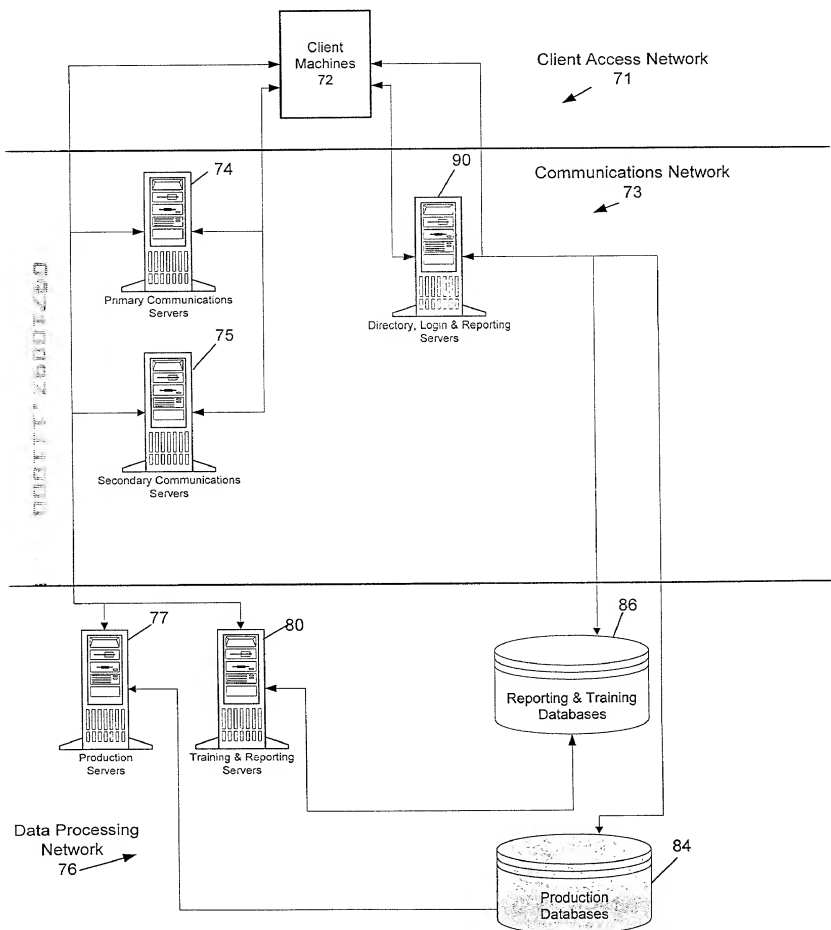 Client
Machines
72
Client Access Network
71
74
90
Communications Network
73
Primary Communications
Servers
75
Directory, Login & Reporting
Servers
Secondary Communications
Servers
77
80
86
Reporting & Training
Databases
Production
Servers
Training & Reporting
Servers
Data Processing
Network
76
84
Production
Databases